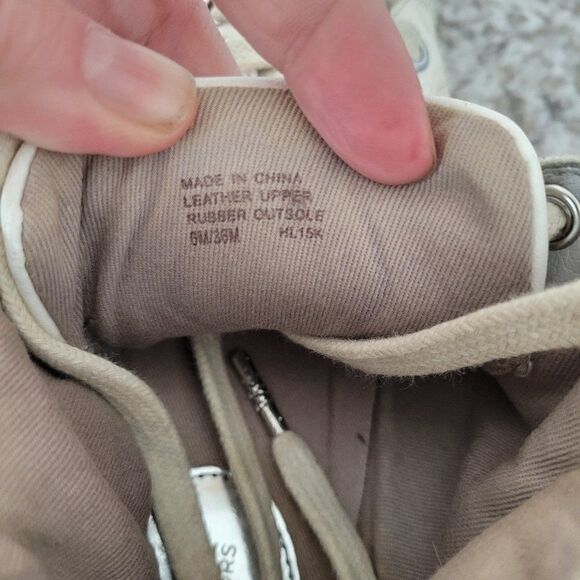 MADE IN CHINA
LEATHER UPPER
RUBBER OUTSOLE
6M/36M HL15K